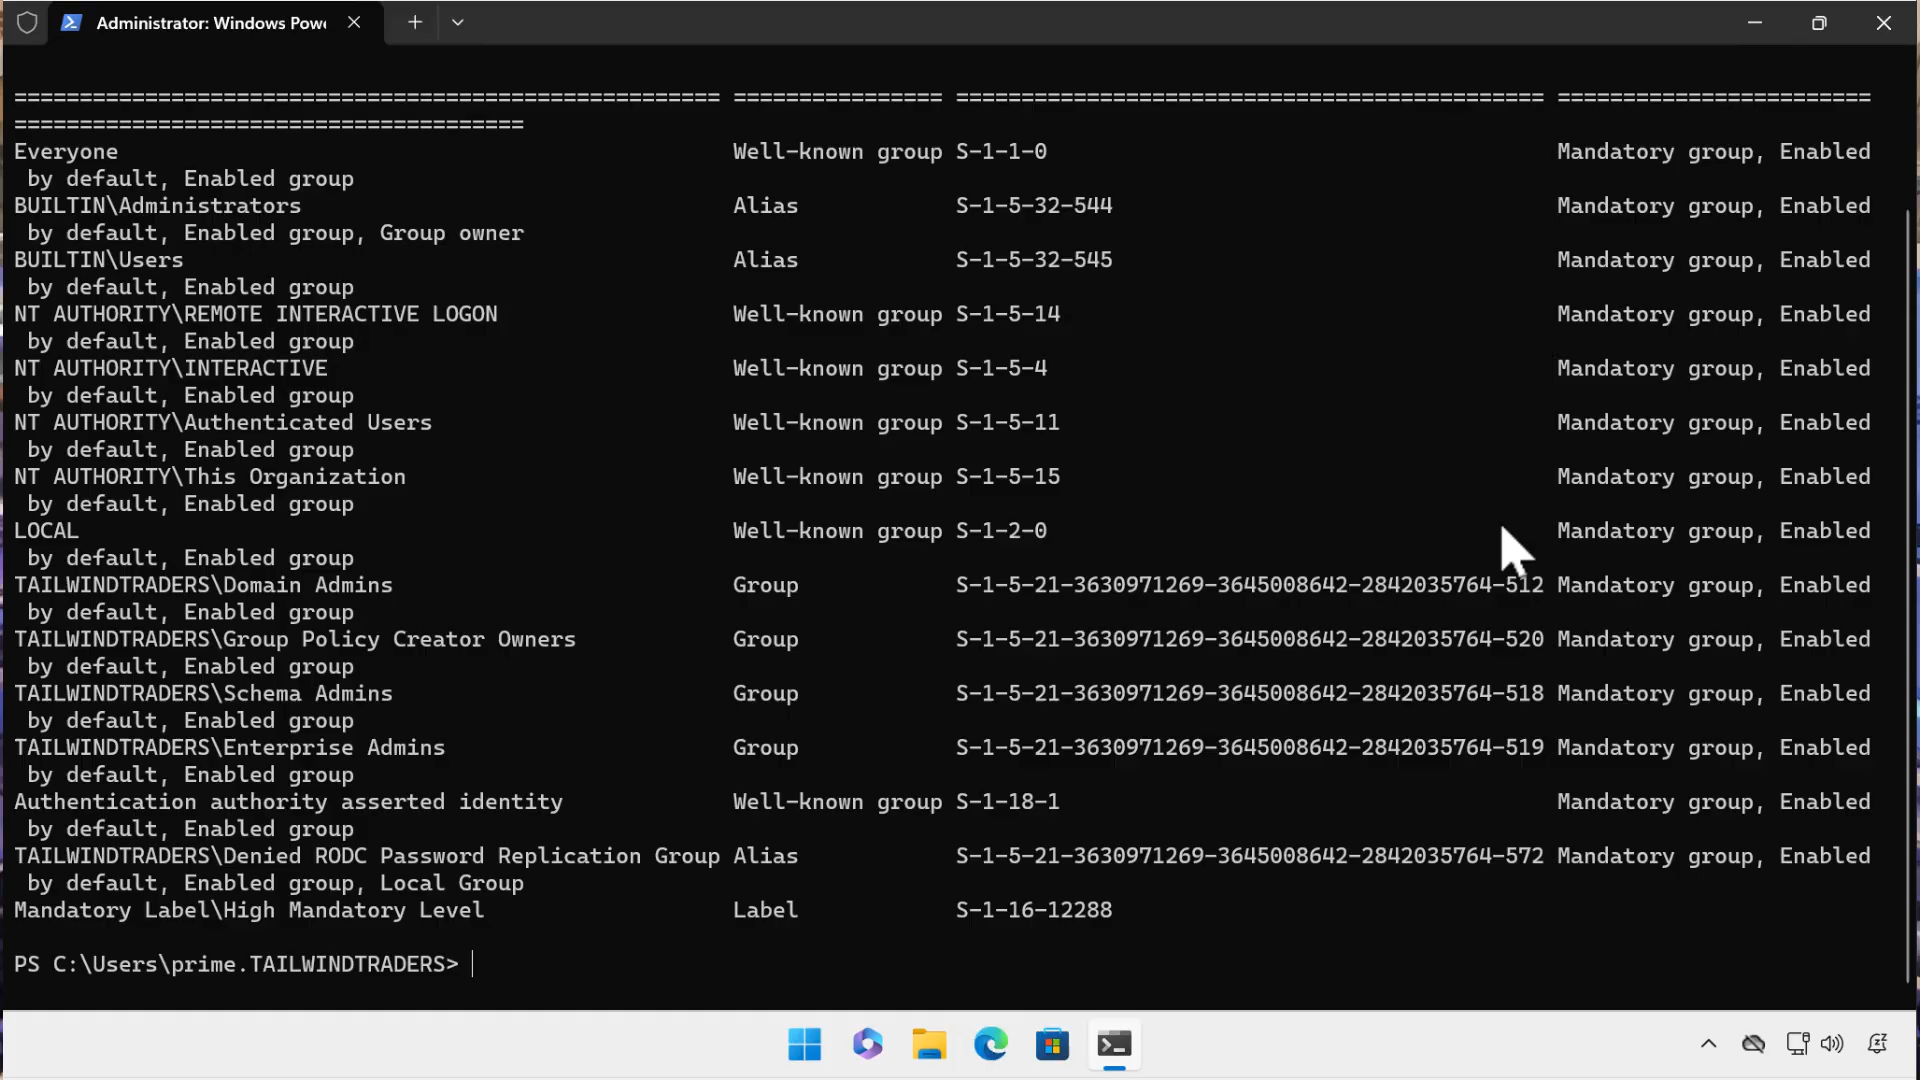 Administrator: Windows Powe
====================================================== ================ ============================================= ========================
=======================================
Everyone Well-known group S-1-1-0 Mandatory group, Enabled
by default, Enabled group
BUILTIN\Administrators Alias S-1-5-32-544 Mandatory group, Enabled
by default, Enabled group, Group owner
BUILTIN\Users Alias S-1-5-32-545 Mandatory group, Enabled
by default, Enabled group
NT AUTHORITY\REMOTE INTERACTIVE LOGON Well-known group S-1-5-14 Mandatory group, Enabled
by default, Enabled group
NT AUTHORITY\INTERACTIVE Well-known group S-1-5-4 Mandatory group, Enabled
by default, Enabled group
NT AUTHORITY\Authenticated Users Well-known group S-1-5-11 Mandatory group, Enabled
by default, Enabled group
NT AUTHORITY\This Organization Well-known group S-1-5-15 Mandatory group, Enabled
by default, Enabled group
LOCAL Well-known group S-1-2-0 Mandatory group, Enabled
by default, Enabled group
TAILWINDTRADERS\Domain Admins Group S-1-5-21-3630971269-3645008642-2842035764-512 Mandatory group, Enabled
by default, Enabled group
TAILWINDTRADERS\Group Policy Creator Owners Group S-1-5-21-3630971269-3645008642-2842035764-520 Mandatory group, Enabled
by default, Enabled group
TAILWINDTRADERS\Schema Admins Group S-1-5-21-3630971269-3645008642-2842035764-518 Mandatory group, Enabled
by default, Enabled group
TAILWINDTRADERS\Enterprise Admins Group S-1-5-21-3630971269-3645008642-2842035764-519 Mandatory group, Enabled
by default, Enabled group
Authentication authority asserted identity Well-known group S-1-18-1 Mandatory group, Enabled
by default, Enabled group
TAILWINDTRADERS\Denied RODC Password Replication Group Alias S-1-5-21-3630971269-3645008642-2842035764-572 Mandatory group, Enabled
by default, Enabled group, Local Group
Mandatory Label\High Mandatory Level Label S-1-16-12288
PS C:\Users\prime.TAILWINDTRADERS>